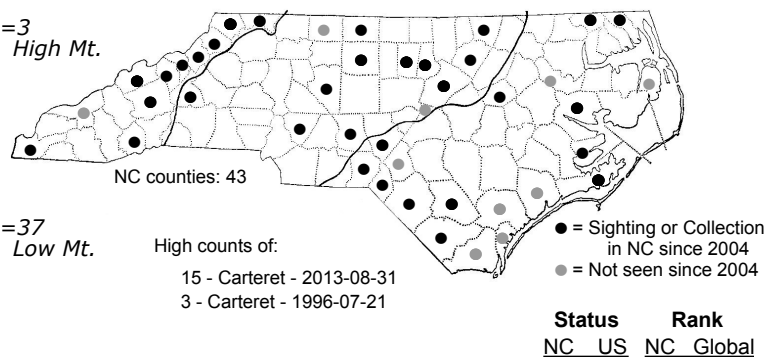 =3
High Mt.
NC counties: 43
=37
Low Mt.
High counts of:
15 - Carteret - 2013-08-31
3 - Carteret - 1996-07-21
● = Sighting or Collection
in NC since 2004
● = Not seen since 2004
Status Rank
NC US NC Global